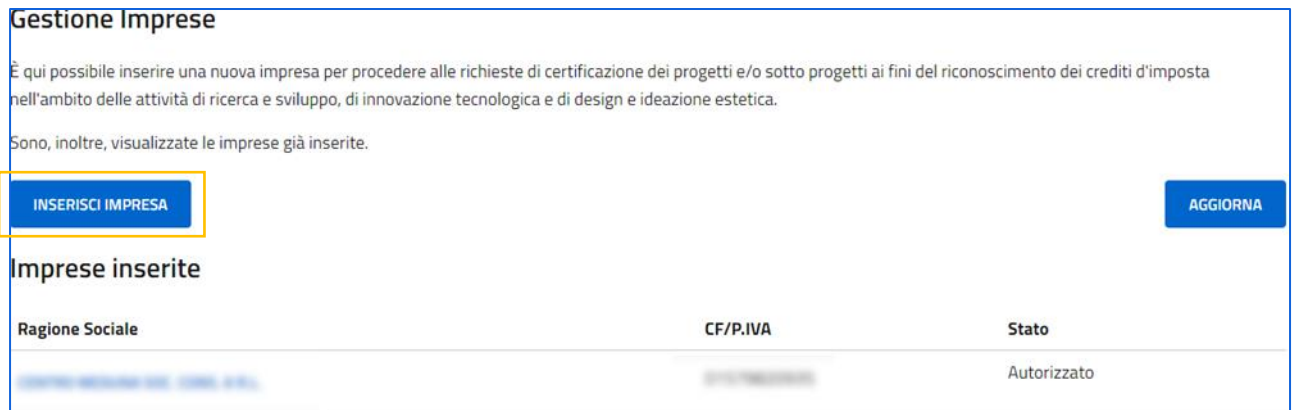 Gestione Imprese
È qui possibile inserire una nuova impresa per procedere alle richieste di certificazione dei progetti e/o sotto progetti ai fini del riconoscimento dei crediti d'imposta
nell'ambito delle attività di ricerca e sviluppo, di innovazione tecnologica e di design e ideazione estetica.
Sono, inoltre, visualizzate le imprese già inserite.
INSERISCI IMPRESA AGGIORNA
Imprese inserite
Ragione Sociale CF/P.IVA Stato
Autorizzato